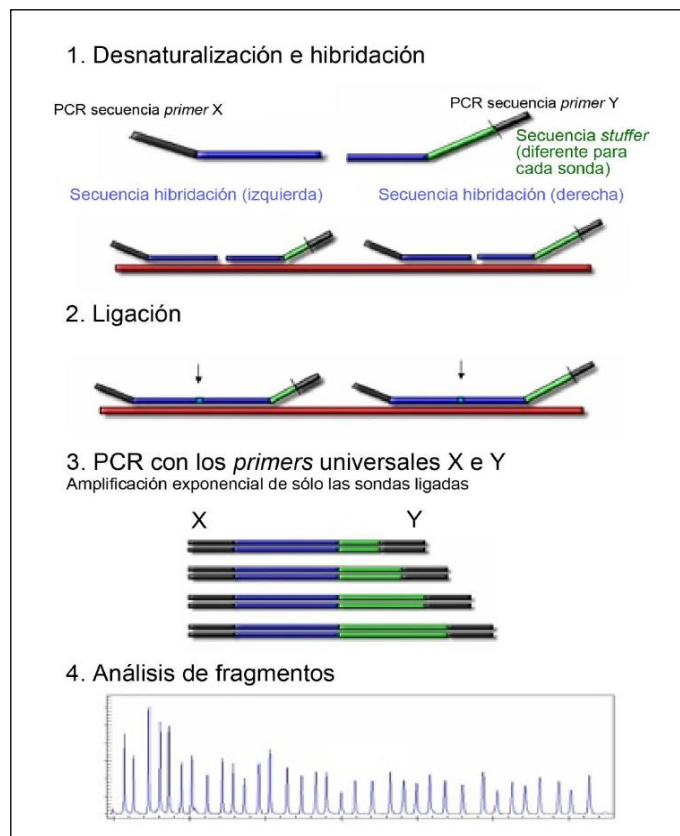 1. Desnaturalización e hibridación
PCR secuencia primer X
PCR secuencia primer Y
Secuencia stuffer
(diferente para
cada sonda)
Secuencia hibridación (izquierda)
Secuencia hibridación (derecha)
2. Ligación
3. PCR con los primers universales X e Y
Amplificación exponencial de sólo las sondas ligadas
X
Y
4. Análisis de fragmentos